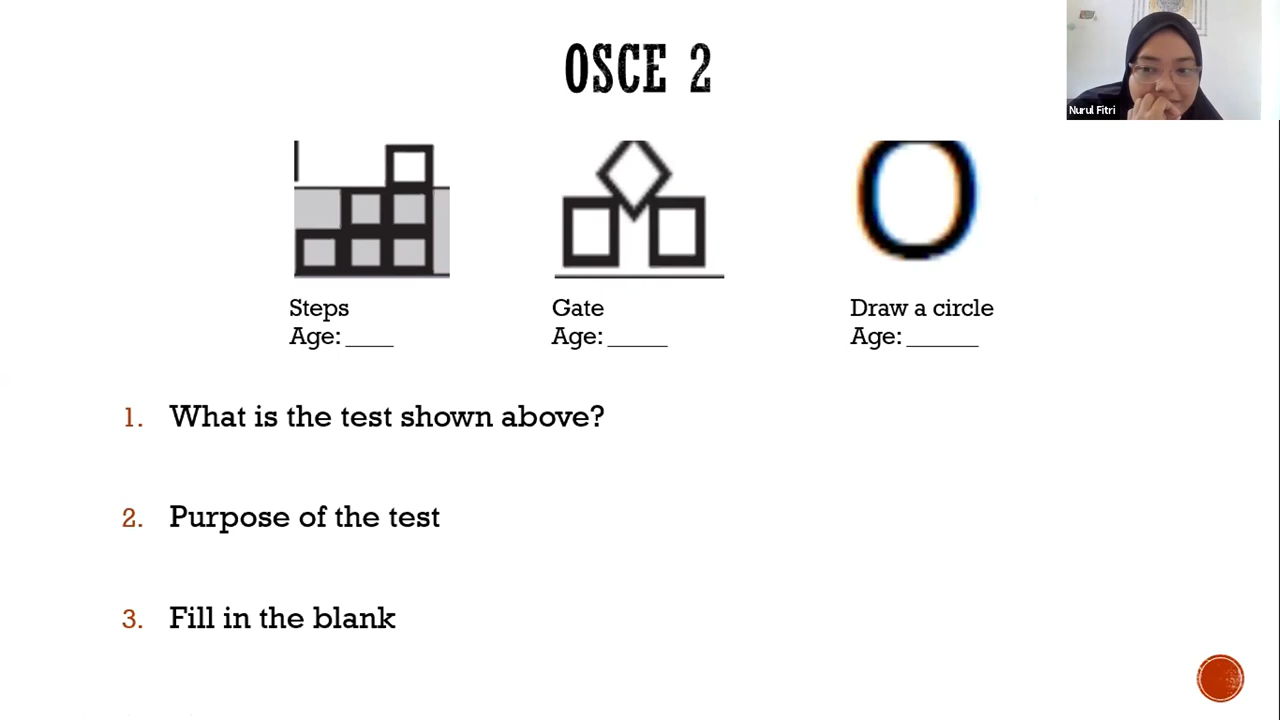 OSCE 2
Nurul Fitri
Steps
Age: ____
Gate
Age: _____
Draw a circle
Age: ______
1. What is the test shown above?
2. Purpose of the test
3. Fill in the blank